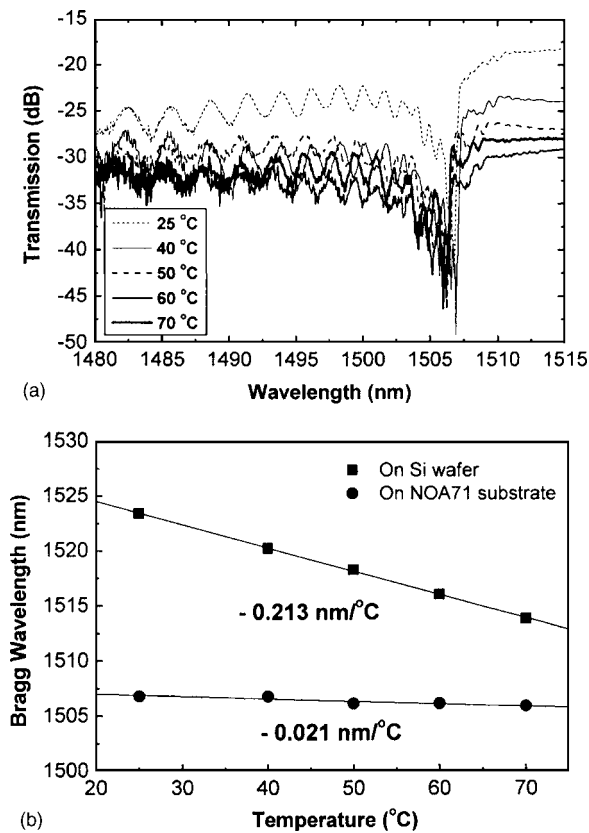 -15
-20
-25
-30
-35
-40
-45
-50
Transmission (dB)
25 °C
40 °C
50 °C
60 °C
70 °C
1480 1485 1490 1495 1500 1505 1510 1515
Wavelength (nm)
(a)
1530
1525
1520
1515
1510
1505
1500
Bragg Wavelength (nm)
On Si wafer
On NOA71 substrate
- 0.213 nm/°C
- 0.021 nm/°C
20 30 40 50 60 70
Temperature (°C)
(b)